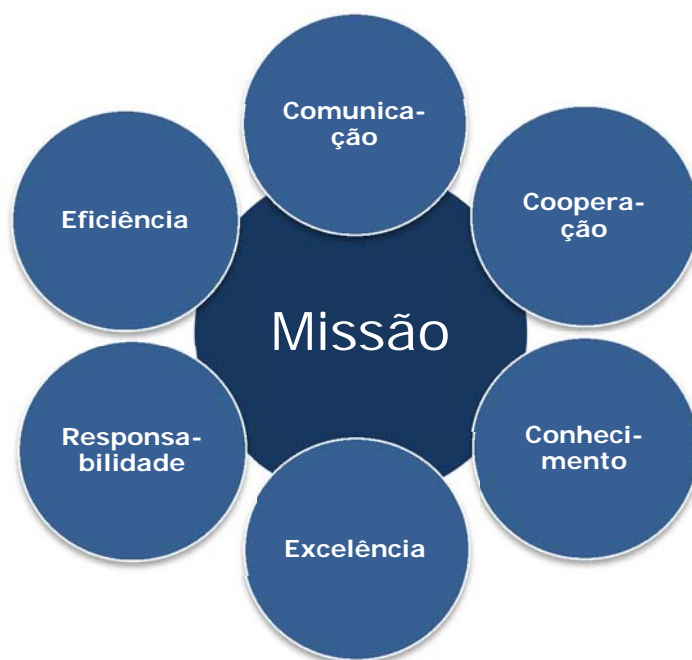 Comunica-
ção
Eficiência
Coopera-
ção
Missão
Responsa-
bilidade
Conheci-
mento
Excelência